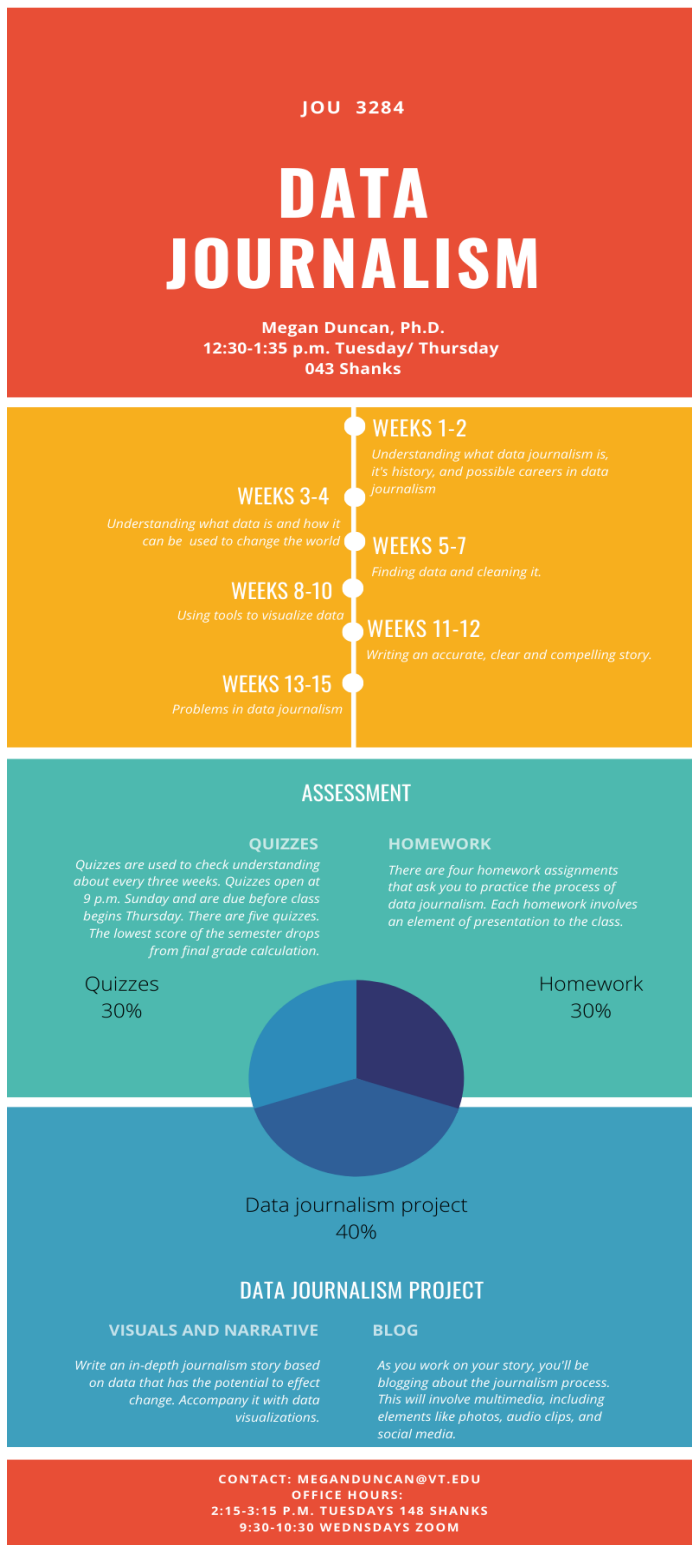 JOU 3284
DATA
JOURNALISM
Megan Duncan, Ph.D.
12:30-1:35 p.m. Tuesday/ Thursday
043 Shanks
WEEKS 1-2
Understanding what data journalism is,
it's history, and possible careers in data
journalism
WEEKS 3-4
Understanding what data is and how it
can be used to change the world
WEEKS 5-7
Finding data and cleaning it.
WEEKS 8-10
Using tools to visualize data
WEEKS 11-12
Writing an accurate, clear and compelling story.
WEEKS 13-15
Problems in data journalism
ASSESSMENT
QUIZZES
Quizzes are used to check understanding
about every three weeks. Quizzes open at
9 p.m. Sunday and are due before class
begins Thursday. There are five quizzes.
The lowest score of the semester drops
from final grade calculation.
HOMEWORK
There are four homework assignments
that ask you to practice the process of
data journalism. Each homework involves
an element of presentation to the class.
Quizzes
30%
Homework
30%
Data journalism project
40%
DATA JOURNALISM PROJECT
VISUALS AND NARRATIVE
Write an in-depth journalism story based
on data that has the potential to effect
change. Accompany it with data
visualizations.
BLOG
As you work on your story, you'll be
blogging about the journalism process.
This will involve multimedia, including
elements like photos, audio clips, and
social media.
CONTACT: MEGANDUNCAN@VT.EDU
OFFICE HOURS:
2:15-3:15 P.M. TUESDAYS 148 SHANKS
9:30-10:30 WEDNSDAYS ZOOM